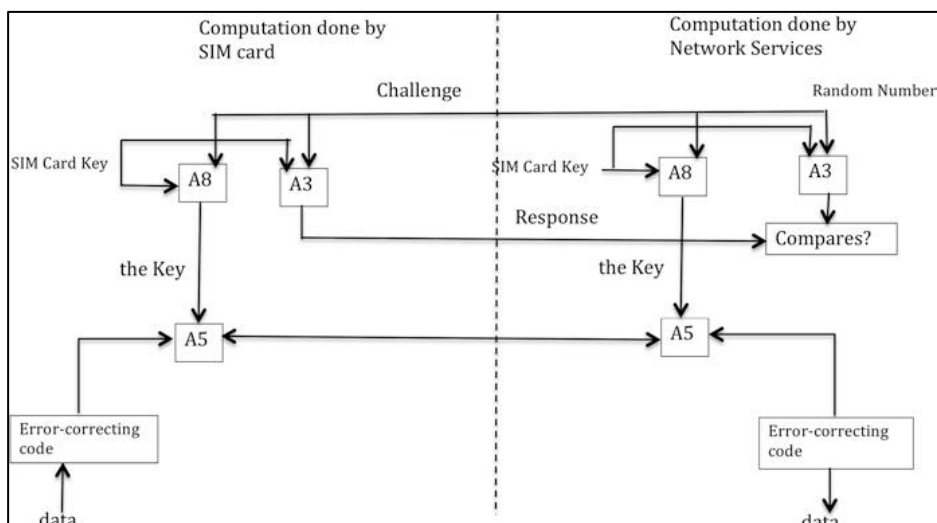 Computation done by
SIM card
Computation done by
Network Services
Challenge
Random Number
SIM Card Key
A8
A3
SIM Card Key
A8
A3
Response
Compares?
the Key
the Key
A5
A5
Error-correcting
code
Error-correcting
code
data
data